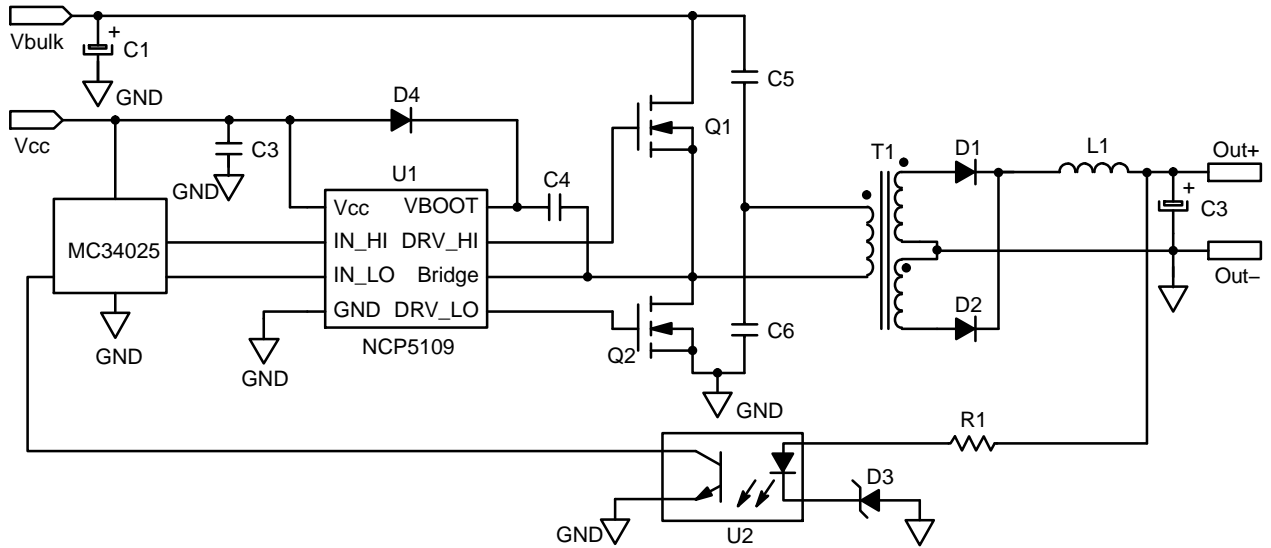 Vbulk
+
C1
GND
C5
D4
Vcc
C3
Q1
GND
U1
C4
T1
D1
L1
Out+
Vcc
VBOOT
+
C3
MC34025
IN_HI
DRV_HI
IN_LO
Bridge
Out–
GND
DRV_LO
D2
C6
GND
NCP5109
Q2
GND
GND
R1
D3
GND
U2